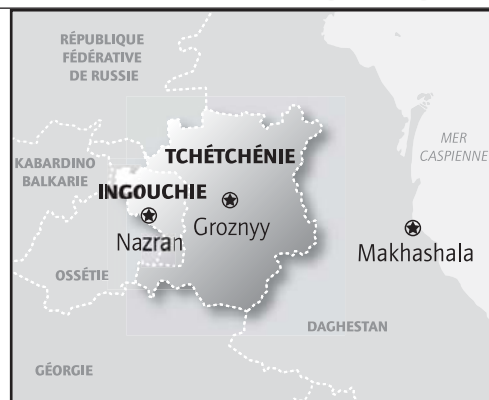 RÉPUBLIQUE
FÉDÉRATIVE
DE RUSSIE
MER
CASPIENNE
TCHÉTCHÉNIE
KABARDINO
BALKARIE
INGOUCHIE
Groznyy
Nazran
Makhashala
OSSÉTIE
DAGHESTAN
GÉORGIE